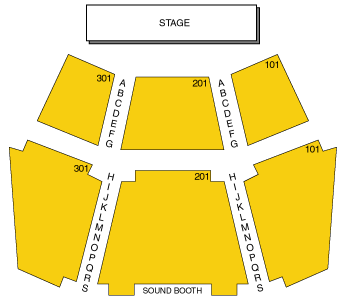 STAGE
301
201
101
A
B
C
D
E
F
G
A
B
C
D
E
F
G
301
201
101
H
I
J
K
L
M
N
O
P
Q
R
S
H
I
J
K
L
M
N
O
P
Q
R
S
SOUND BOOTH